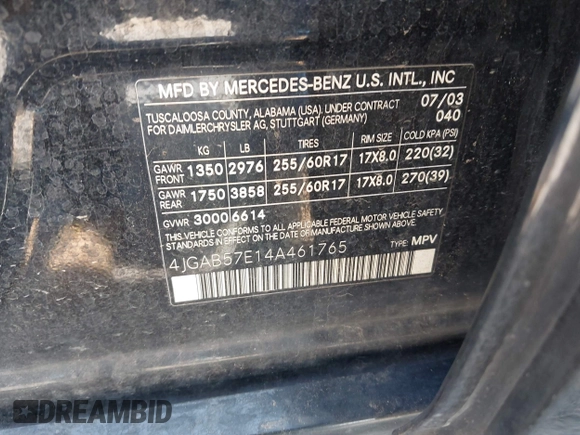 MFD BY MERCEDES-BENZ U.S. INTL., INC
TUSCALOOSA COUNTY, ALABAMA (USA). UNDER CONTRACT 07/03
FOR DAIMLERCHRYSLER AG, STUTTGART (GERMANY) 040
KG LB TIRES RIM SIZE COLD KPA (PSI)
GAWR FRONT 1350 2976 255/60R17 17X8.0 220(32)
GAWR REAR 1750 3858 255/60R17 17X8.0 270(39)
GVWR 3000 6614
THIS VEHICLE CONFORMS TO ALL APPLICABLE FEDERAL MOTOR VEHICLE SAFETY
STANDARDS IN EFFECT ON THE DATE OF MANUFACTURE SHOWN ABOVE.
4JGAB57E14A461765 TYPE: MPV
DREAMBID